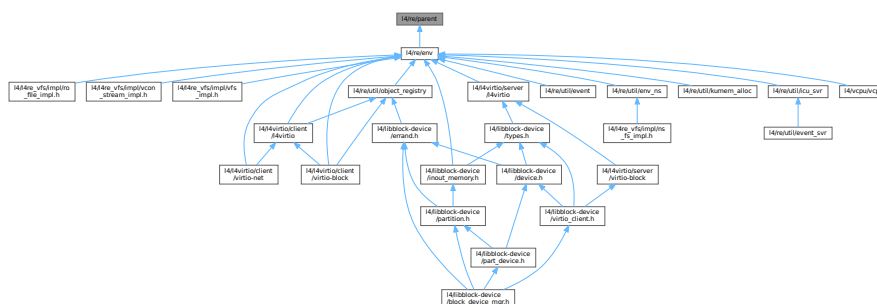 l4/re/parent
l4/re/env
l4/l4re_vfs/impl/ro
_file_impl.h
l4/l4re_vfs/impl/vcon
_stream_impl.h
l4/l4re_vfs/impl/vfs
_impl.h
l4/re/util/object_registry
l4/l4virtio/server
/l4virtio
l4/re/util/event
l4/re/util/env_ns
l4/re/util/kumem_alloc
l4/re/util/icu_svr
l4/vcpu/vcp
l4/l4virtio/client
/l4virtio
l4/libblock-device
/errand.h
l4/libblock-device
/types.h
l4/l4re_vfs/impl/ns
_fs_impl.h
l4/re/util/event_svr
l4/l4virtio/client
/virtio-net
l4/l4virtio/client
/virtio-block
l4/libblock-device
/inout_memory.h
l4/libblock-device
/device.h
l4/l4virtio/server
/virtio-block
l4/libblock-device
/partition.h
l4/libblock-device
/virtio_client.h
l4/libblock-device
/part_device.h
l4/libblock-device
/block_device_mgr.h